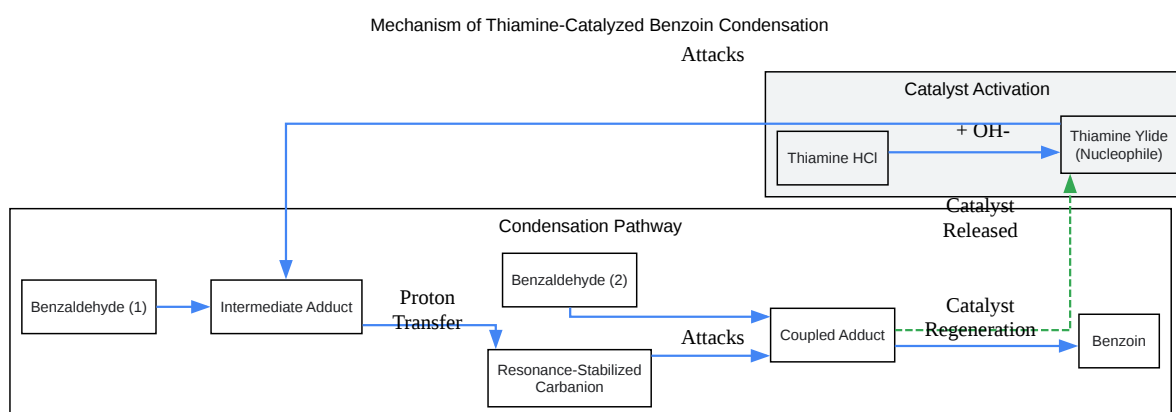 Mechanism of Thiamine-Catalyzed Benzoin Condensation
Attacks
Catalyst Activation
+ OH-
Thiamine HCl
Thiamine Ylide
(Nucleophile)
Catalyst
Released
Condensation Pathway
Benzaldehyde (1)
Intermediate Adduct
Proton
Transfer
Benzaldehyde (2)
Resonance-Stabilized
Carbanion
Attacks
Coupled Adduct
Catalyst
Regeneration
Benzoin